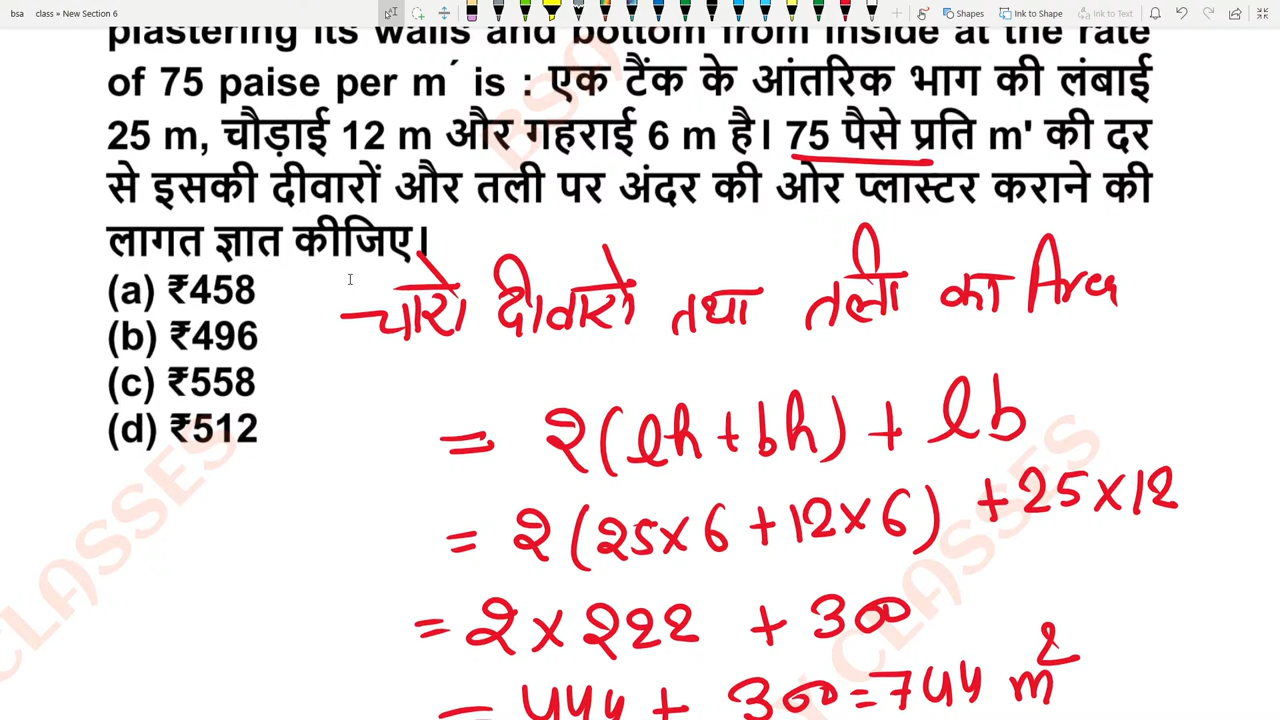 bsa class » New Section 6 Shapes Ink to Shape Ink to Text
plastering its walls and bottom from inside at the rate
of 75 paise per m´ is : एक टैंक के आंतरिक भाग की लंबाई
25 m, चौड़ाई 12 m और गहराई 6 m है। 75 पैसे प्रति m' की दर
से इसकी दीवारों और तली पर अंदर की ओर प्लास्टर कराने की
लागत ज्ञात कीजिए।
(a) ₹458
(b) ₹496
(c) ₹558
(d) ₹512
चारो दीवारो तथा तली का Area
= 2(lh+bh) + lb
= 2(25×6+12×6) +25×12
= 2×222 + 300
= 444 + 300=744 m²
BSA
CLASSES
CLASSES